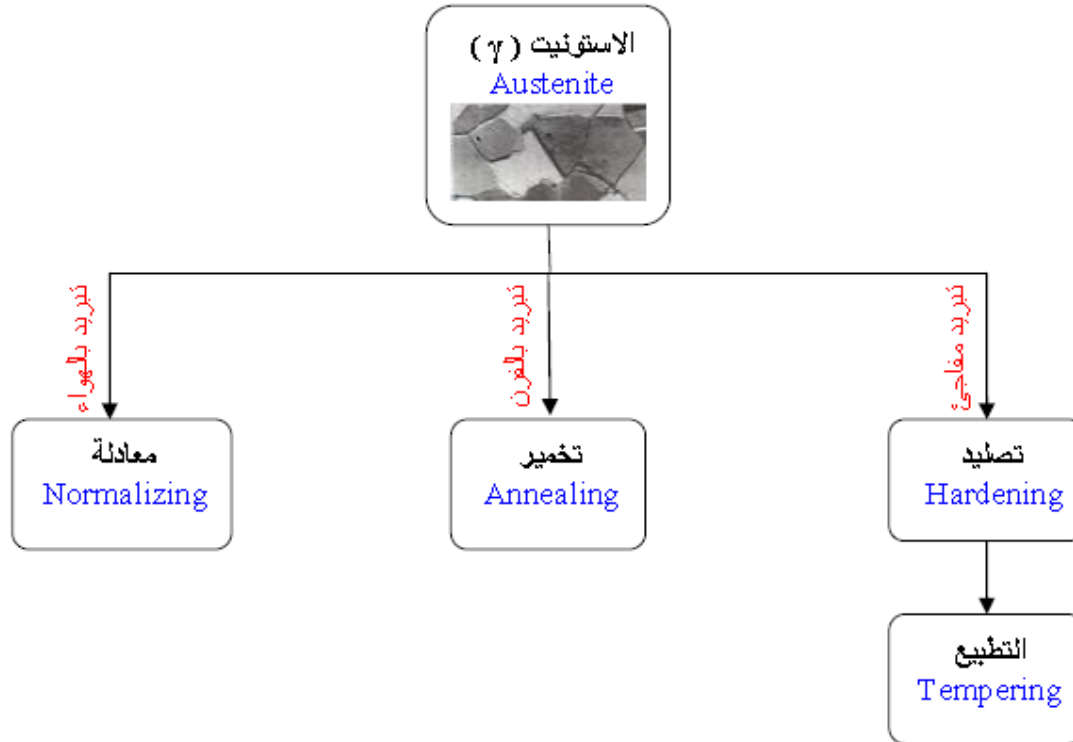 الاستونيت ( γ )
Austenite
تبريد بالهواء
تبريد بالفرن
تبريد مفاجئ
معادلة
Normalizing
تخمير
Annealing
تصليد
Hardening
التطبيع
Tempering